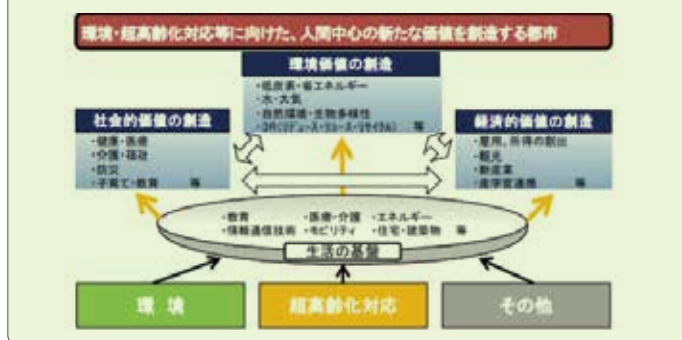 環境・超高齢化対応等に向けた、人間中心の新たな価値を創造する都市
環境価値の創造
・低炭素・省エネルギー
・水・大気
・自然環境・生物多様性
・3R(リデュース・リユース・リサイクル) 等
社会的価値の創造
・健康・医療
・介護・福祉
・防災
・子育て・教育 等
経済的価値の創造
・雇用、所得の創出
・観光
・新産業
・産学官連携 等
・教育 ・医療・介護 ・エネルギー
・情報通信技術 ・モビリティ ・住宅・建築物 等
生活の基盤
環境
超高齢化対応
その他